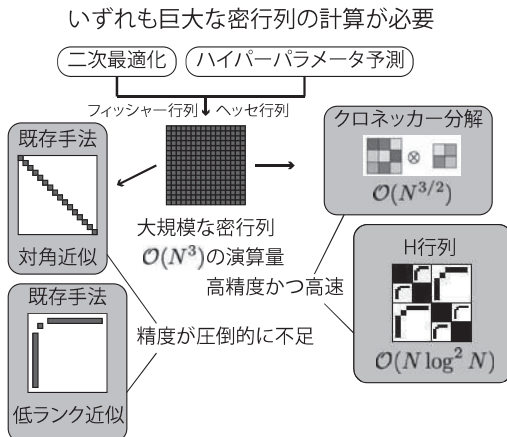 いずれも巨大な密行列の計算が必要
二次最適化
ハイパーパラメータ予測
フィッシャー行列
ヘッセ行列
既存手法
対角近似
大規模な密行列
O(N^{3})の演算量
クロネッカー分解
⊗
O(N^{3/2})
高精度かつ高速
H行列
O(N log^{2} N)
既存手法
低ランク近似
精度が圧倒的に不足